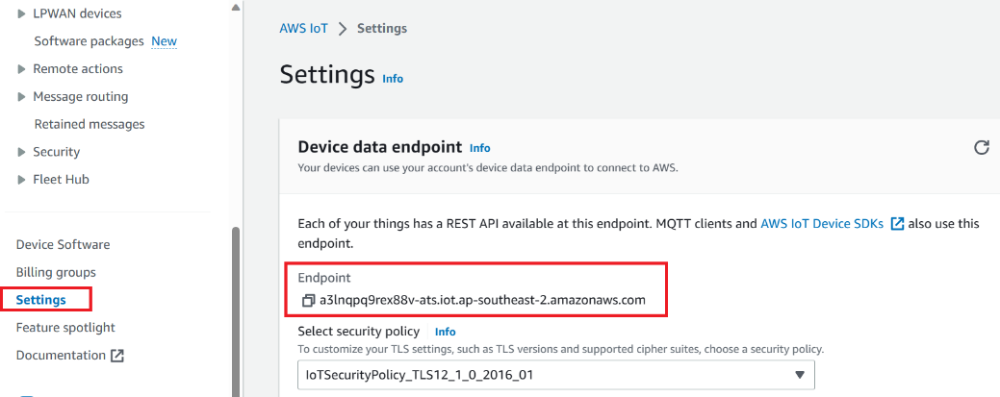 LPWAN devices
Software packages New
Remote actions
Message routing
Retained messages
Security
Fleet Hub
Device Software
Billing groups
Settings
Feature spotlight
Documentation
AWS IoT > Settings
Settings Info
Device data endpoint Info
Your devices can use your account's device data endpoint to connect to AWS.
Each of your things has a REST API available at this endpoint. MQTT clients and AWS IoT Device SDKs also use this
endpoint.
Endpoint
a3lnqpq9rex88v-ats.iot.ap-southeast-2.amazonaws.com
Select security policy Info
To customize your TLS settings, such as TLS versions and supported cipher suites, choose a security policy.
IoTSecurityPolicy_TLS12_1_0_2016_01